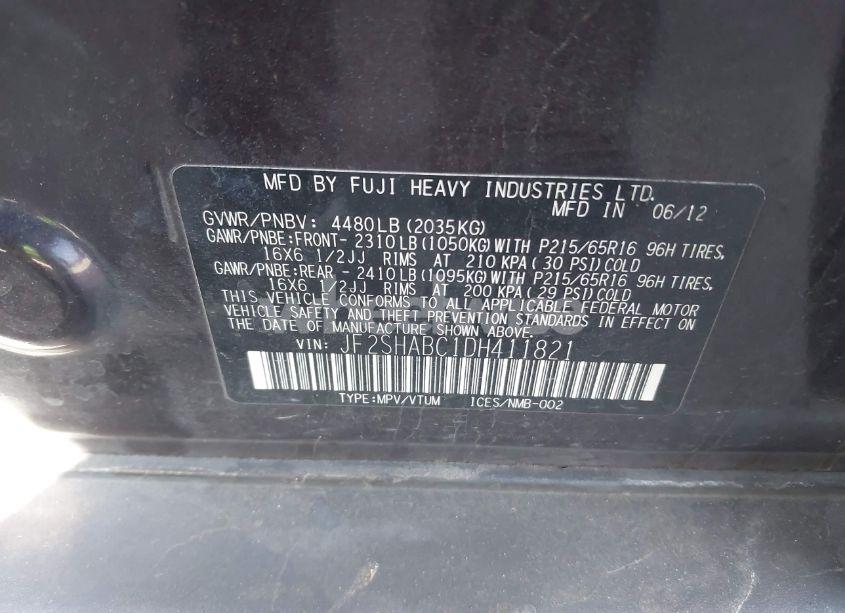 MFD BY FUJI HEAVY INDUSTRIES LTD.
MFD IN 06/12
GVWR/PNBV: 4480LB(2035KG)
GAWR/PNBE:FRONT- 2310LB(1050KG)WITH P215/65R16 96H TIRES,
16X6 1/2JJ RIMS AT 210 KPA( 30 PSI)COLD
GAWR/PNBE:REAR - 2410LB(1095KG)WITH P215/65R16 96H TIRES,
16X6 1/2JJ RIMS AT 200 KPA(29 PSI)COLD
THIS VEHICLE CONFORMS TO ALL APPLICABLE FEDERAL MOTOR
VEHICLE SAFETY AND THEFT PREVENTION STANDARDS IN EFFECT ON
THE DATE OF MANUFACTURE SHOWN ABOVE.
VIN: JF2SHABC1DH411821
TYPE:MPV/VTUM ICES/NMB-002